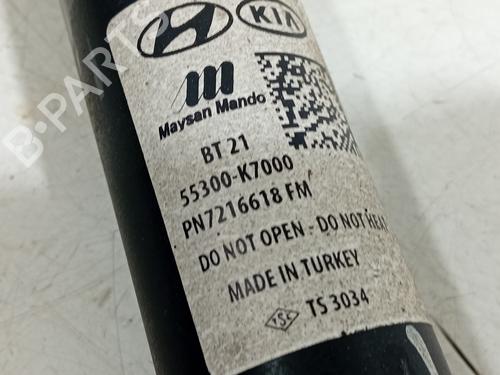 B-PARTS
KIA
Maysan Mando
BT 21
55300-K7000
PN7216618 FM
DO NOT OPEN - DO NOT HEAT
MADE IN TURKEY
TSE TS 3034